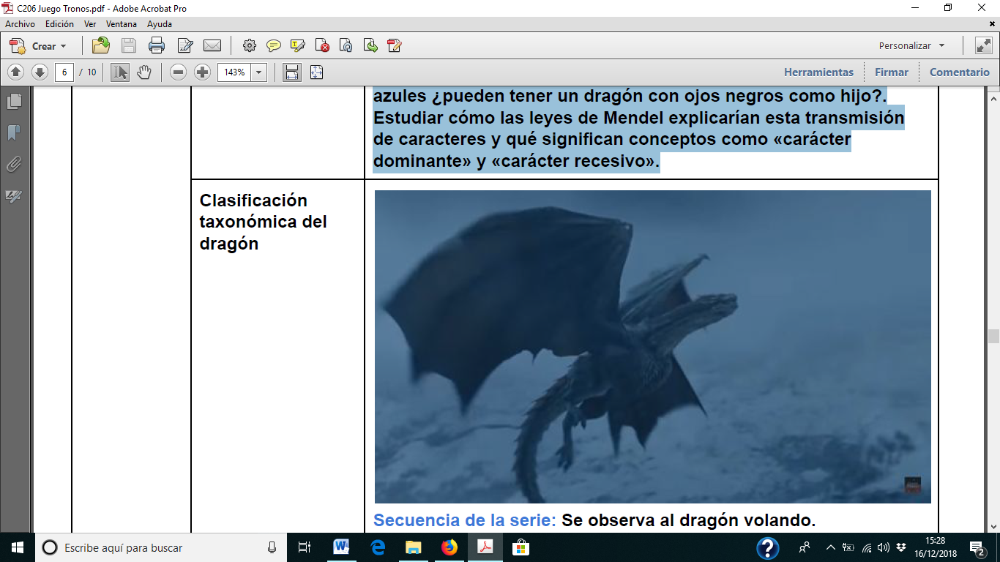 C206 Juego Tronos.pdf - Adobe Acrobat Pro
Archivo Edición Ver Ventana Ayuda
Crear
Personalizar
6 / 10
143%
Herramientas Firmar Comentario
azules ¿pueden tener un dragón con ojos negros como hijo?.
Estudiar cómo las leyes de Mendel explicarían esta transmisión
de caracteres y qué significan conceptos como «carácter
dominante» y «carácter recesivo».
Clasificación
taxonómica del
dragón
Secuencia de la serie: Se observa al dragón volando.
Escribe aquí para buscar
15:28
16/12/2018
2